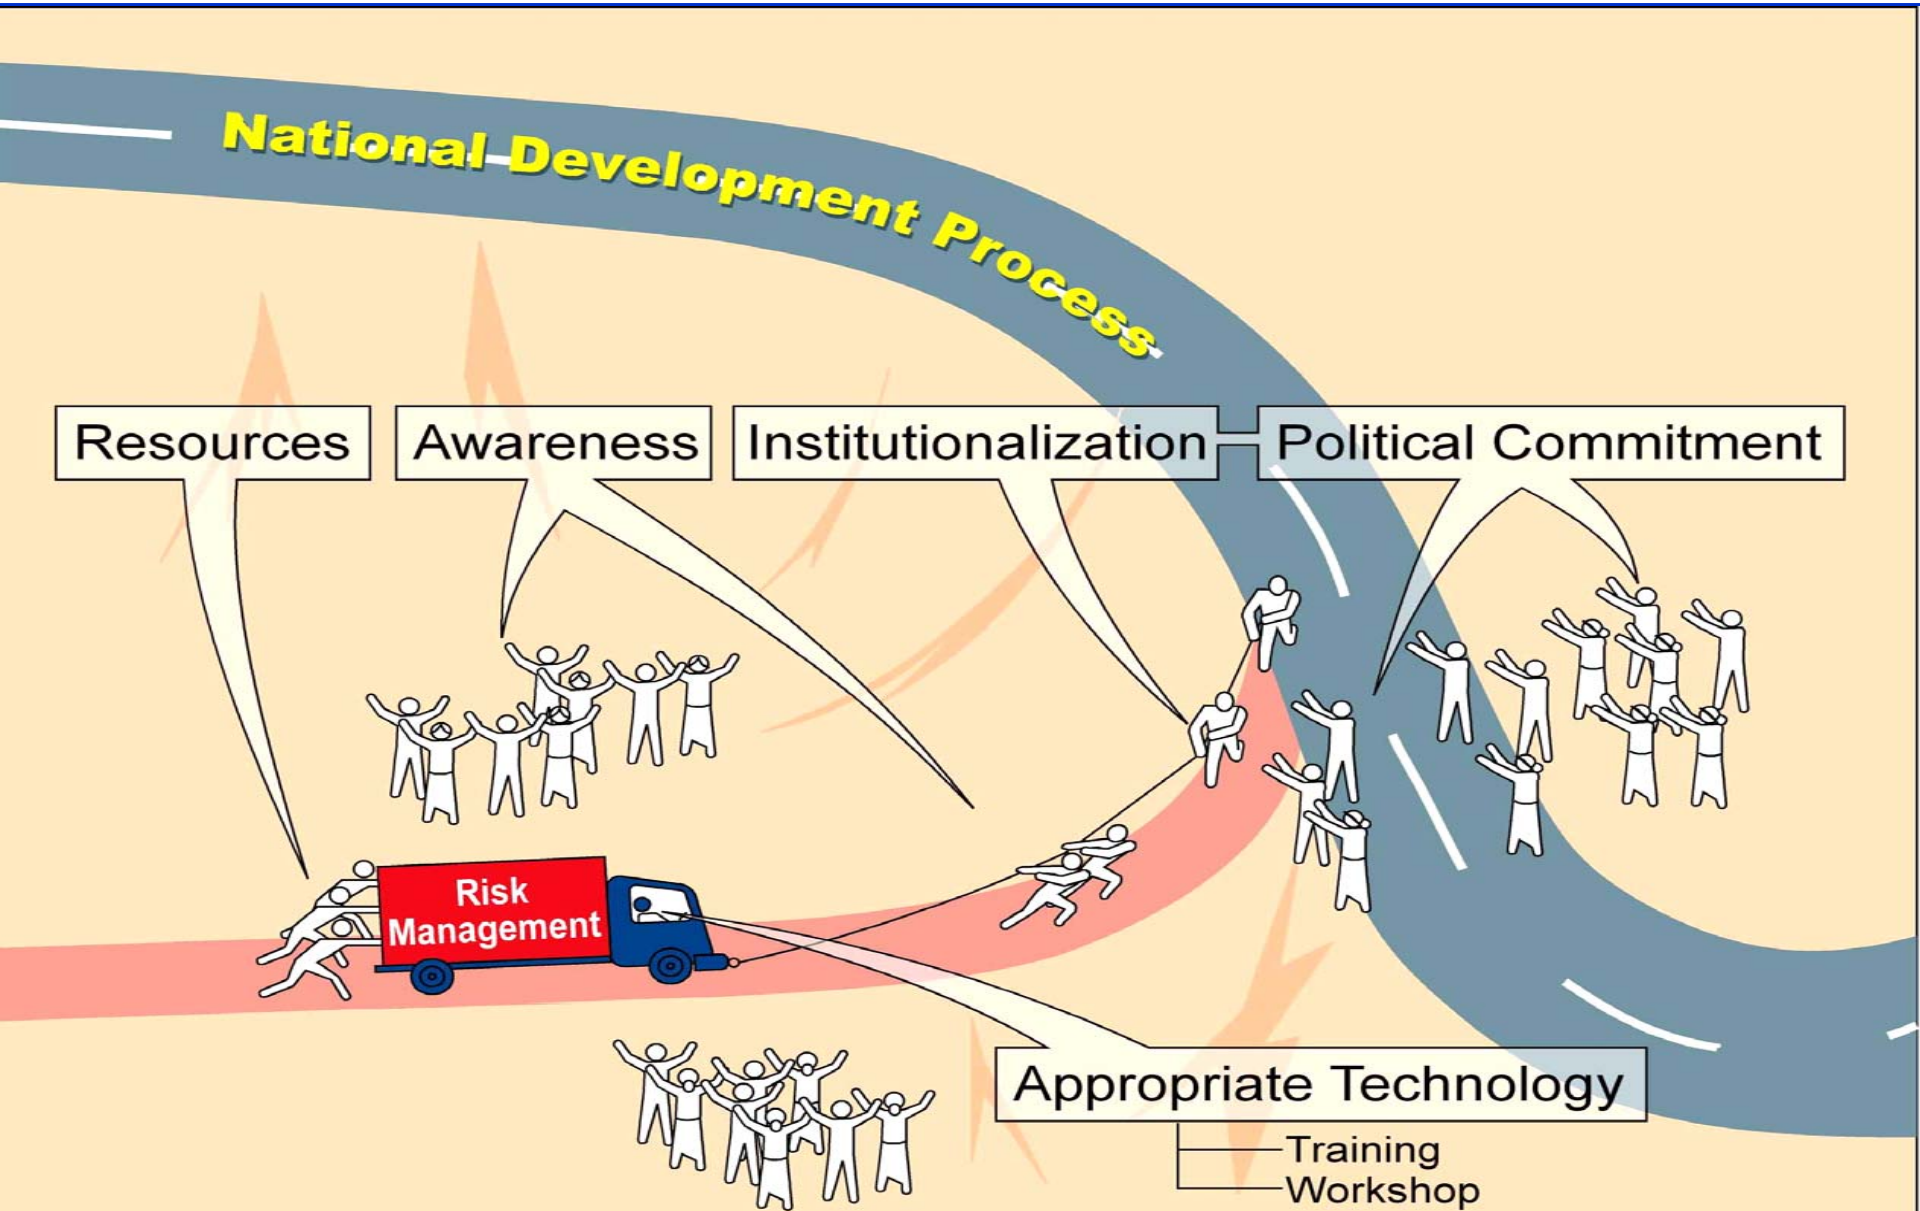 National Development Process
Resources
Awareness
Institutionalization
Political Commitment
Risk
Management
Appropriate Technology
Training
Workshop